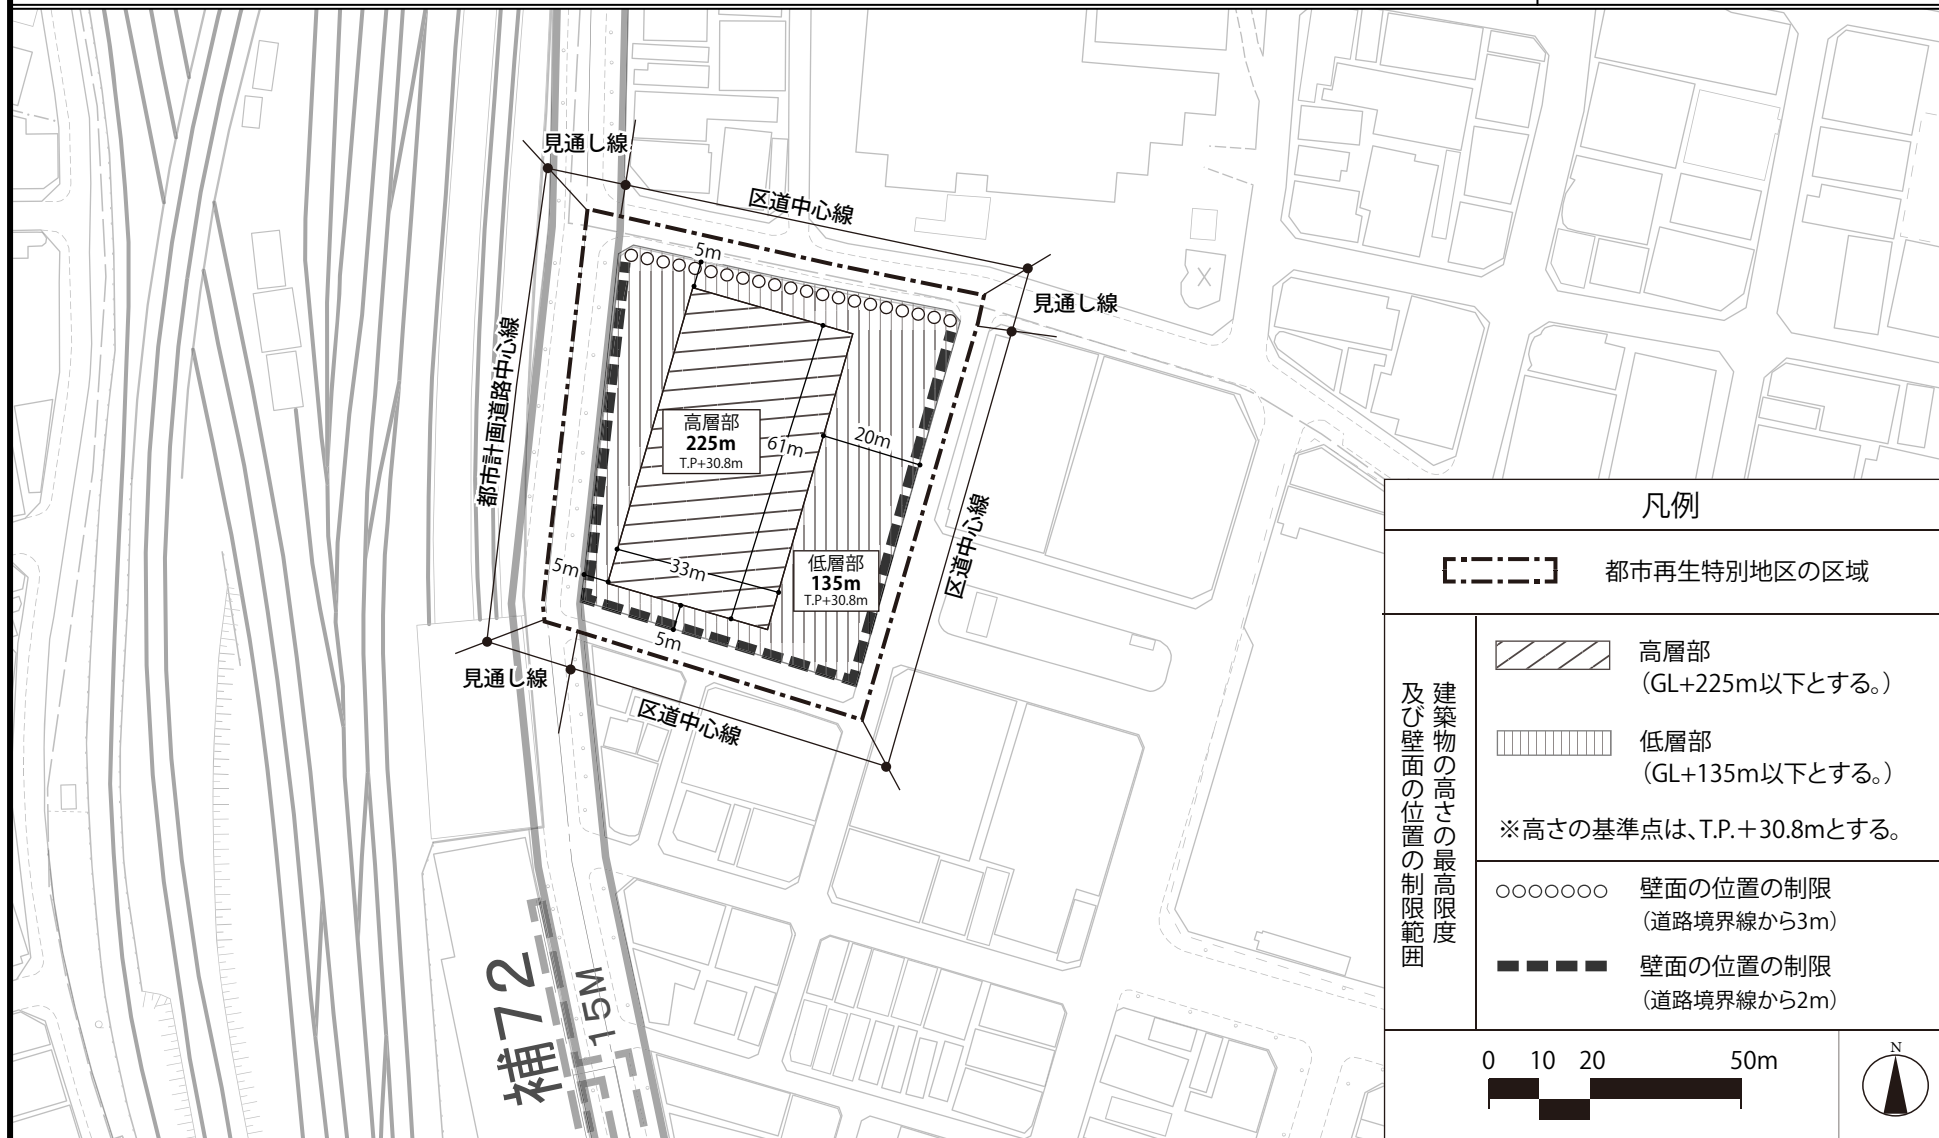 見通し線
区道中心線
5m
見通し線
都市計画道路中心線
高層部
225m
T.P+30.8m
61m
20m
区道中心線
低層部
135m
T.P+30.8m
5m
33m
5m
見通し線
区道中心線
補72
15M
凡例
都市再生特別地区の区域
建築物の高さの最高限度
及び壁面の位置の制限範囲
高層部
（GL+225m以下とする。）
低層部
（GL+135m以下とする。）
※高さの基準点は、T.P.＋30.8mとする。
壁面の位置の制限
（道路境界線から3m）
壁面の位置の制限
（道路境界線から2m）
0 10 20 50m
N